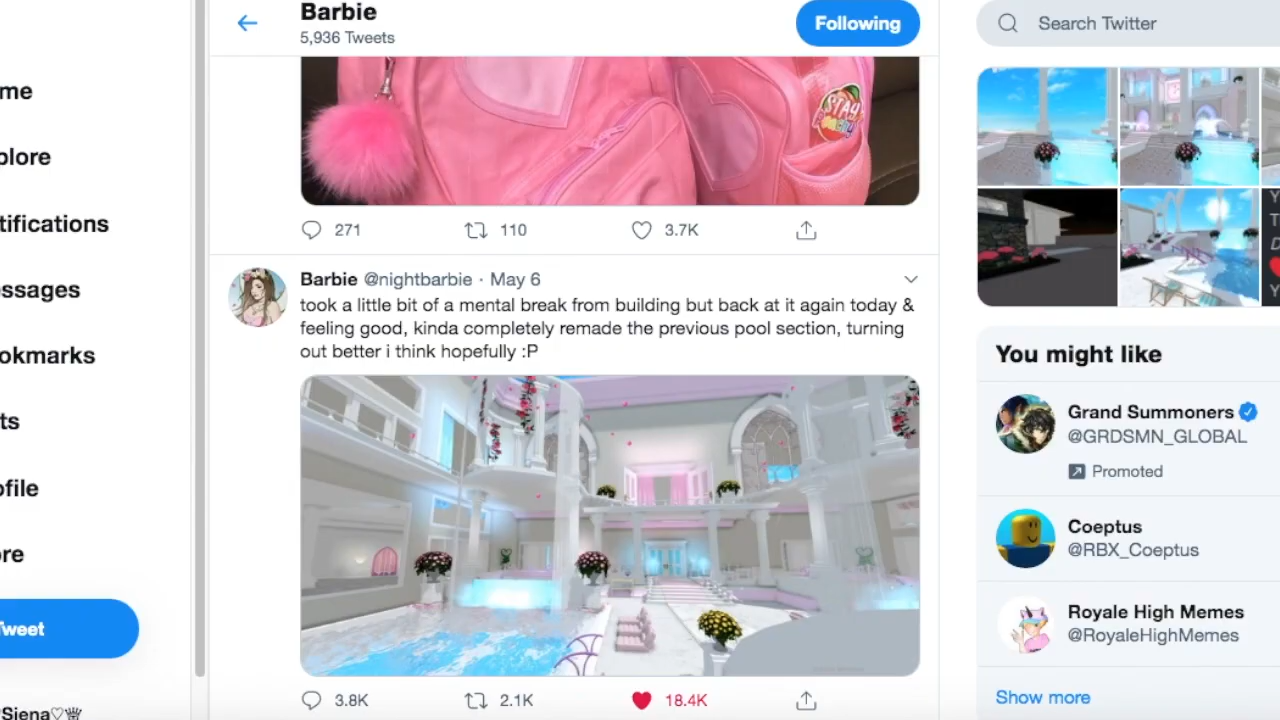 Barbie
5,936 Tweets
Following
Search Twitter
me
plore
tifications
essages
okmarks
ts
ofile
re
Tweet
Siena♡♕
STAY
Peachy
271
110
3.7K
Barbie @nightbarbie · May 6
took a little bit of a mental break from building but back at it again today &
feeling good, kinda completely remade the previous pool section, turning
out better i think hopefully :P
3.8K
2.1K
18.4K
You might like
Grand Summoners
@GRDSMN_GLOBAL
Promoted
Coeptus
@RBX_Coeptus
Royale High Memes
@RoyaleHighMemes
Show more